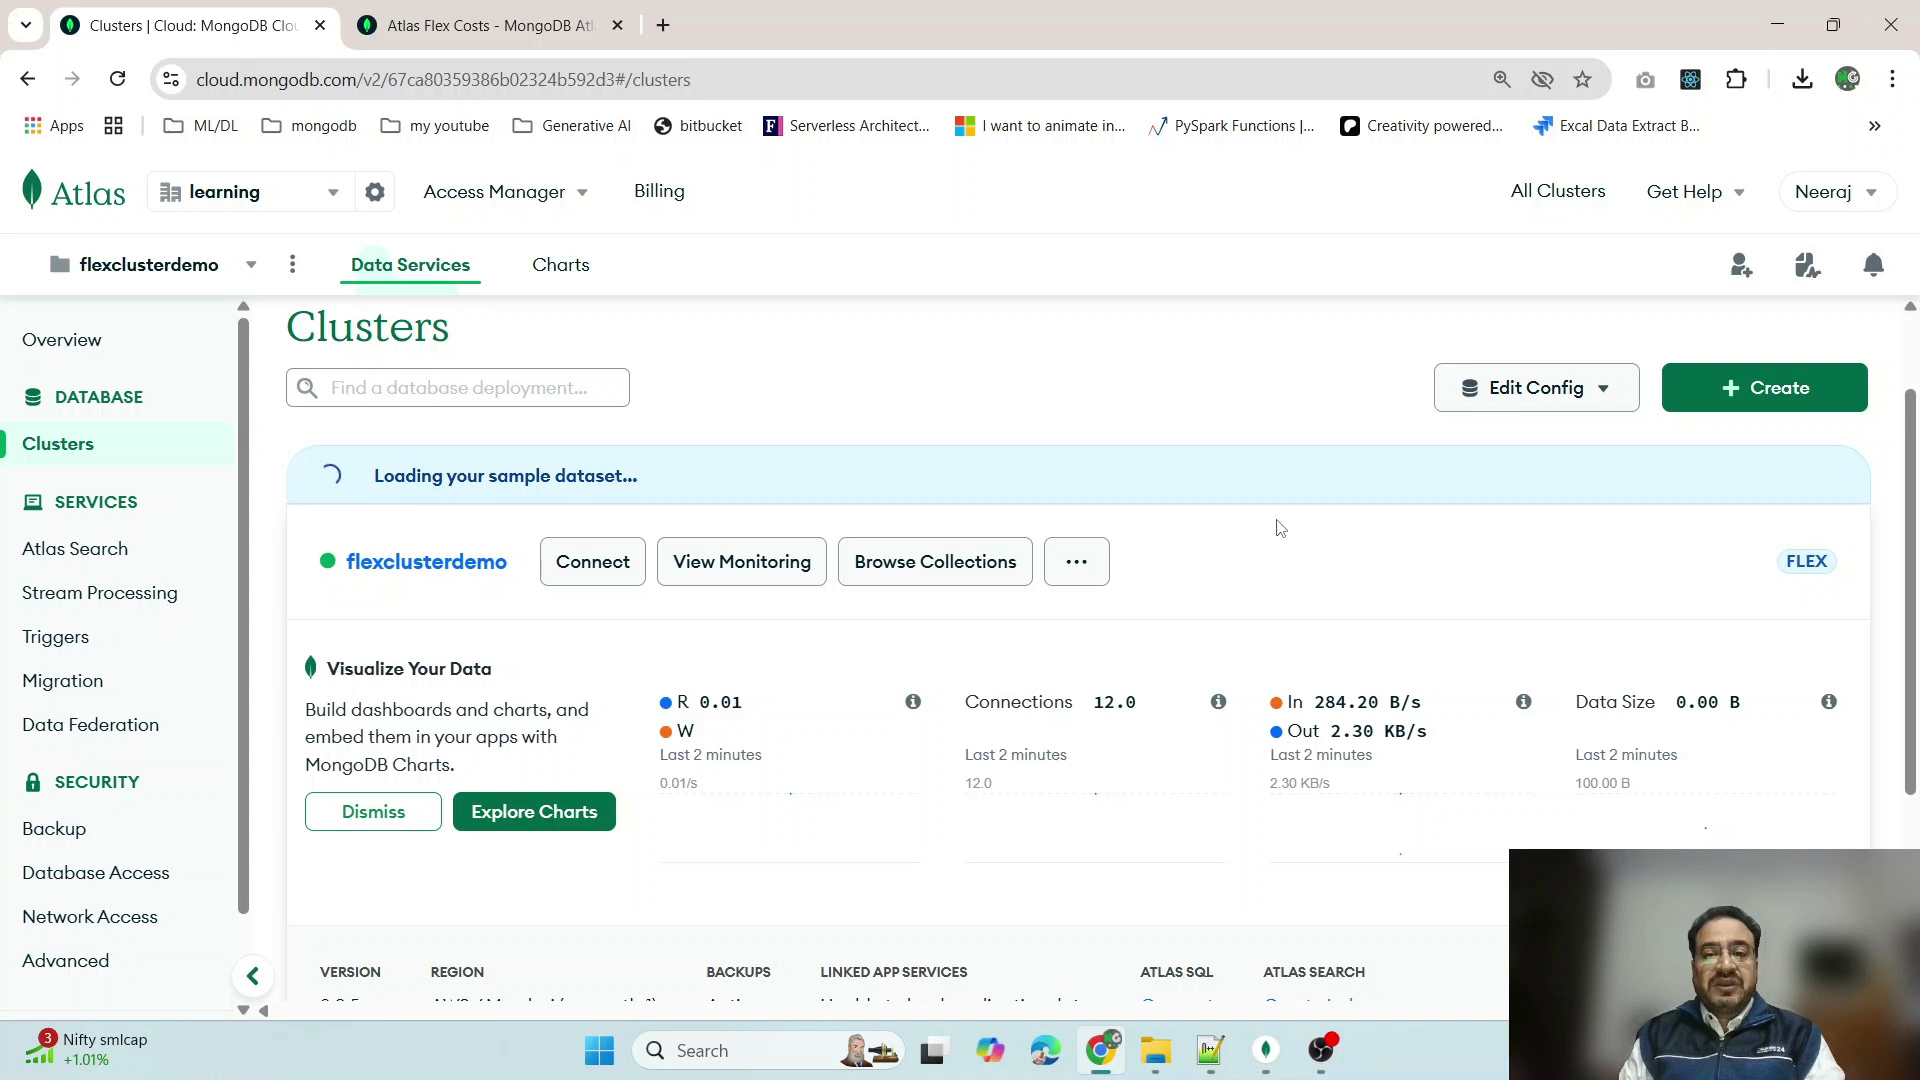 Clusters | Cloud: MongoDB Clo
Atlas Flex Costs - MongoDB Atl
cloud.mongodb.com/v2/67ca80359386b02324b592d3#/clusters
Apps
ML/DL
mongodb
my youtube
Generative AI
bitbucket
Serverless Architect...
I want to animate in...
PySpark Functions |...
Creativity powered...
Excal Data Extract B...
Atlas
learning
Access Manager
Billing
All Clusters
Get Help
Neeraj
flexclusterdemo
Data Services
Charts
Overview
DATABASE
Clusters
SERVICES
Atlas Search
Stream Processing
Triggers
Migration
Data Federation
SECURITY
Backup
Database Access
Network Access
Advanced
Clusters
Find a database deployment...
Edit Config
+ Create
Loading your sample dataset...
flexclusterdemo
Connect
View Monitoring
Browse Collections
...
FLEX
Visualize Your Data
Build dashboards and charts, and
embed them in your apps with
MongoDB Charts.
Dismiss
Explore Charts
R 0.01
W
Last 2 minutes
0.01/s
Connections 12.0
Last 2 minutes
12.0
In 284.20 B/s
Out 2.30 KB/s
Last 2 minutes
2.30 KB/s
Data Size 0.00 B
Last 2 minutes
100.00 B
VERSION
REGION
BACKUPS
LINKED APP SERVICES
ATLAS SQL
ATLAS SEARCH
3
Nifty smlcap
+1.01%
Search